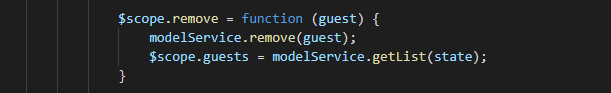 $scope.remove = function (guest) {
modelService.remove(guest);
$scope.guests = modelService.getList(state);
}